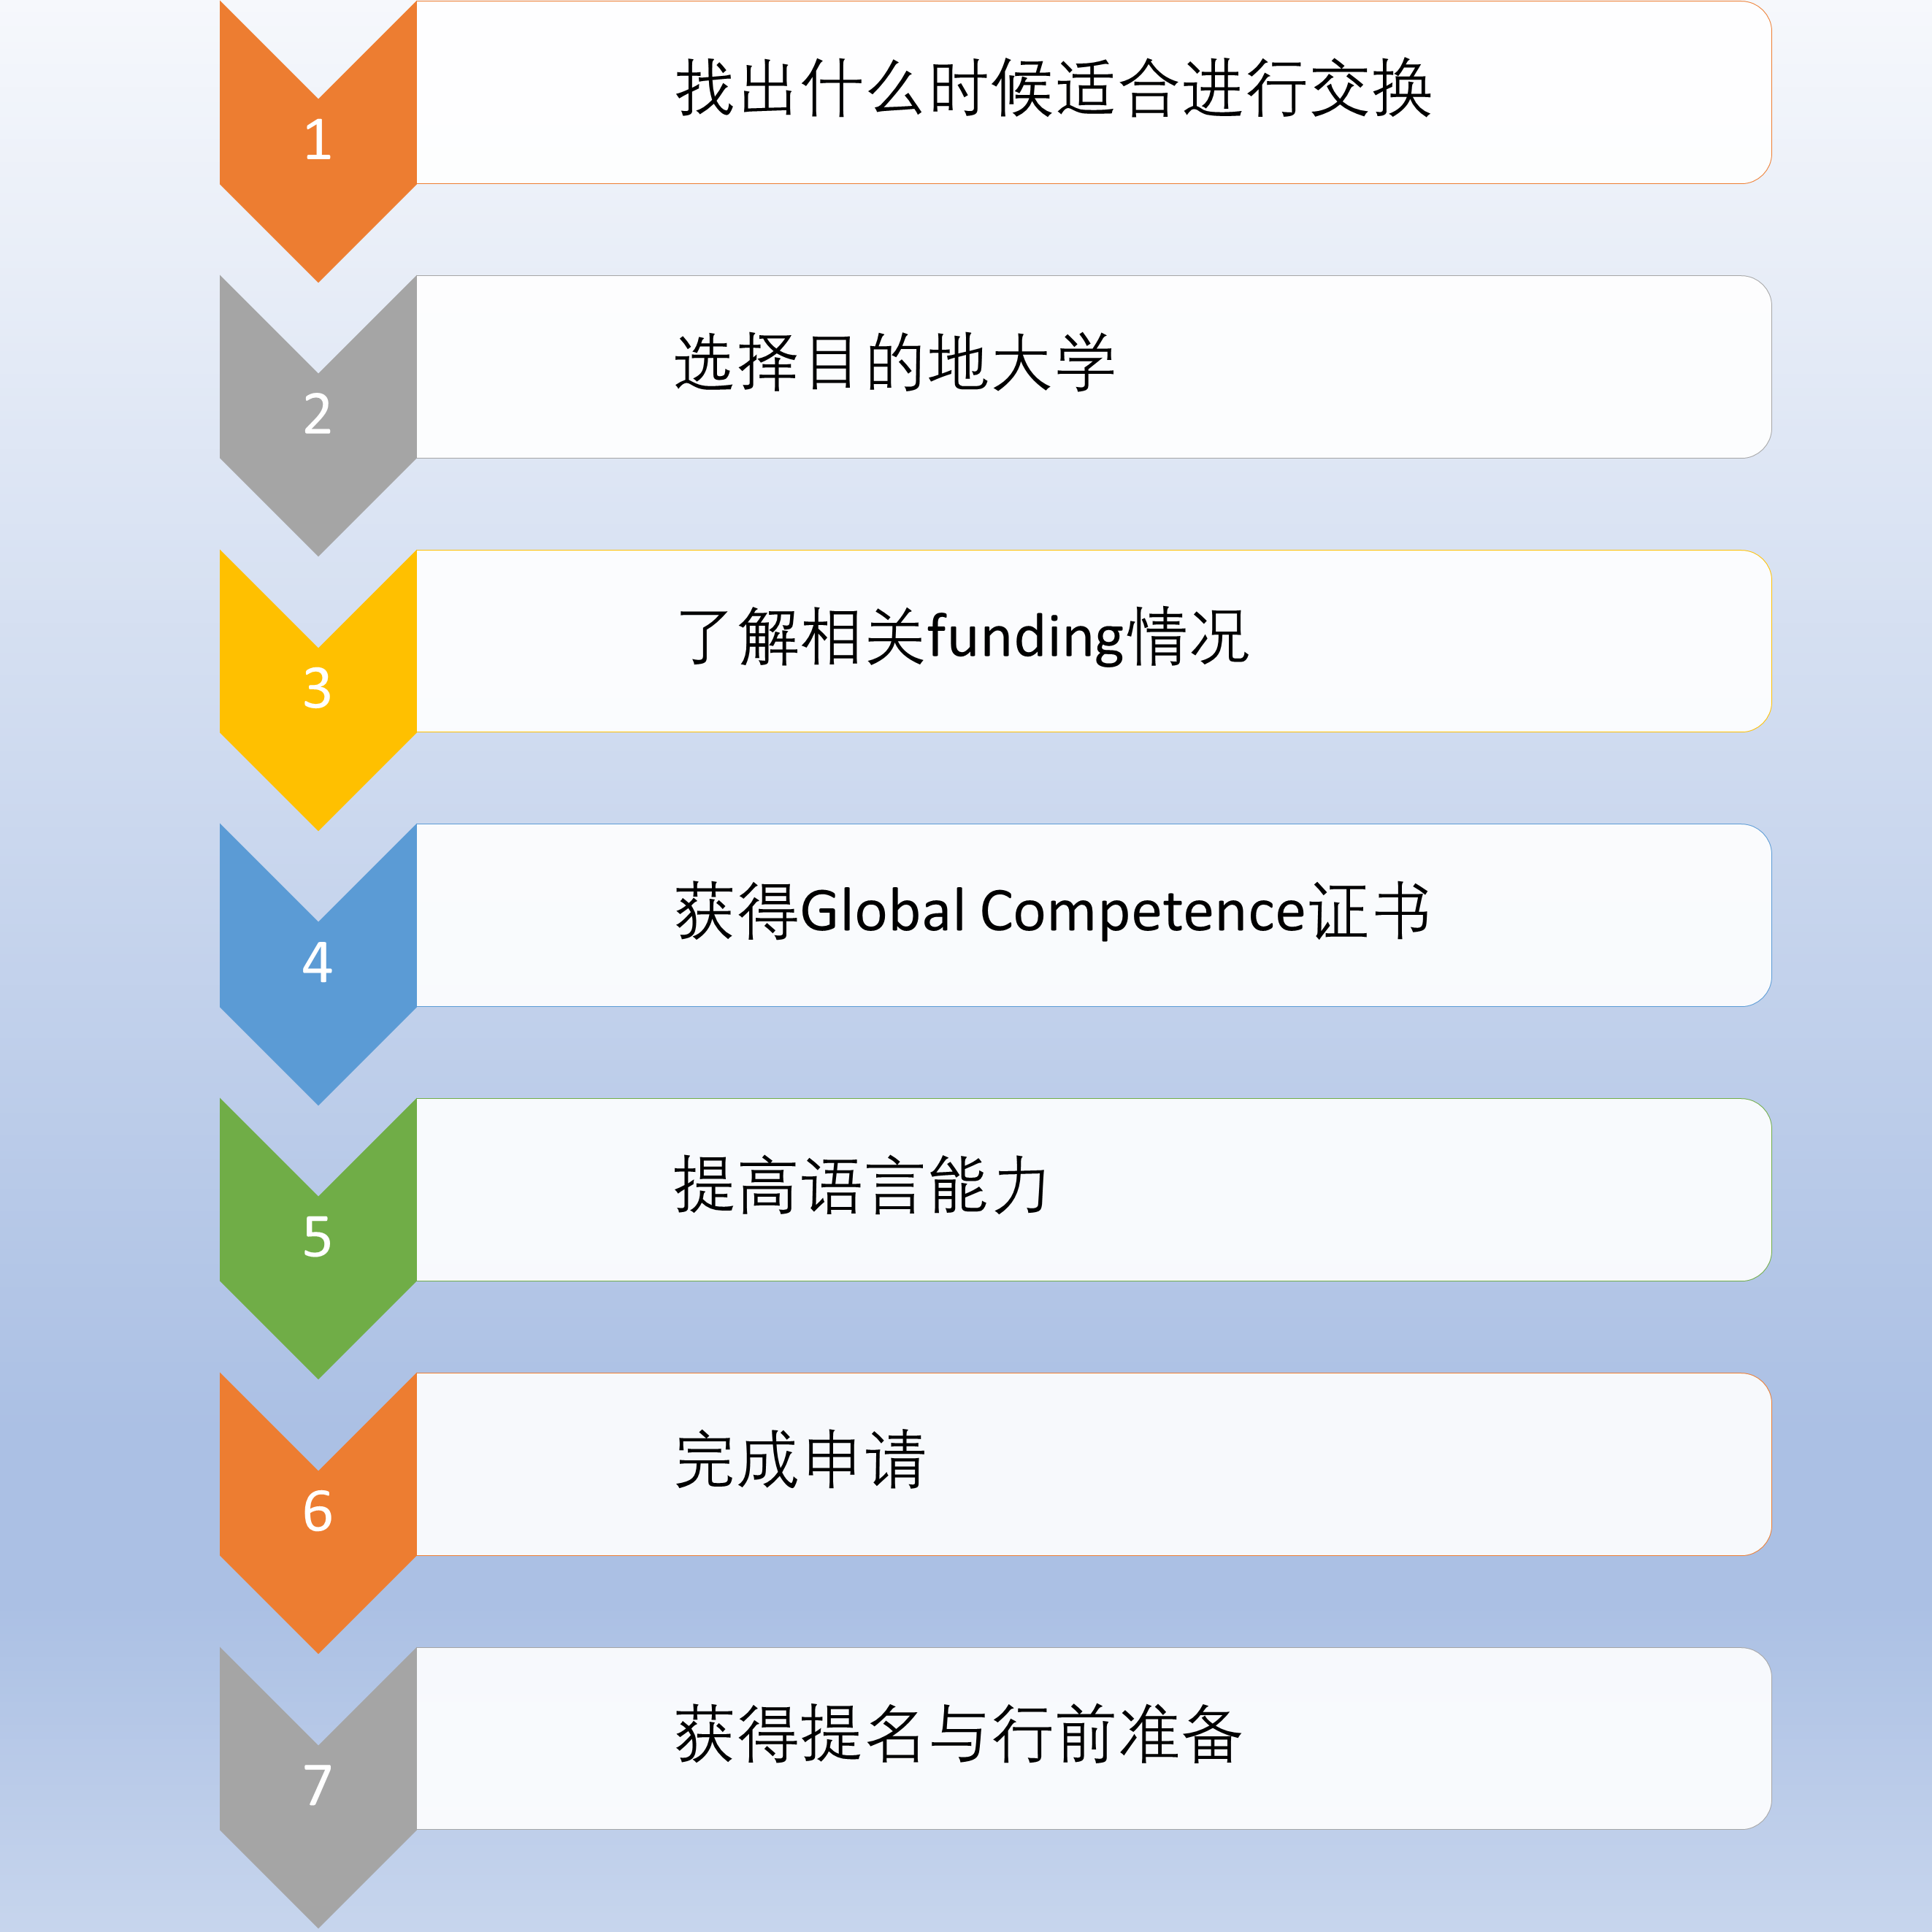 1
找出什么时候适合进行交换
2
选择目的地大学
3
了解相关funding情况
4
获得Global Competence证书
5
提高语言能力
6
完成申请
7
获得提名与行前准备